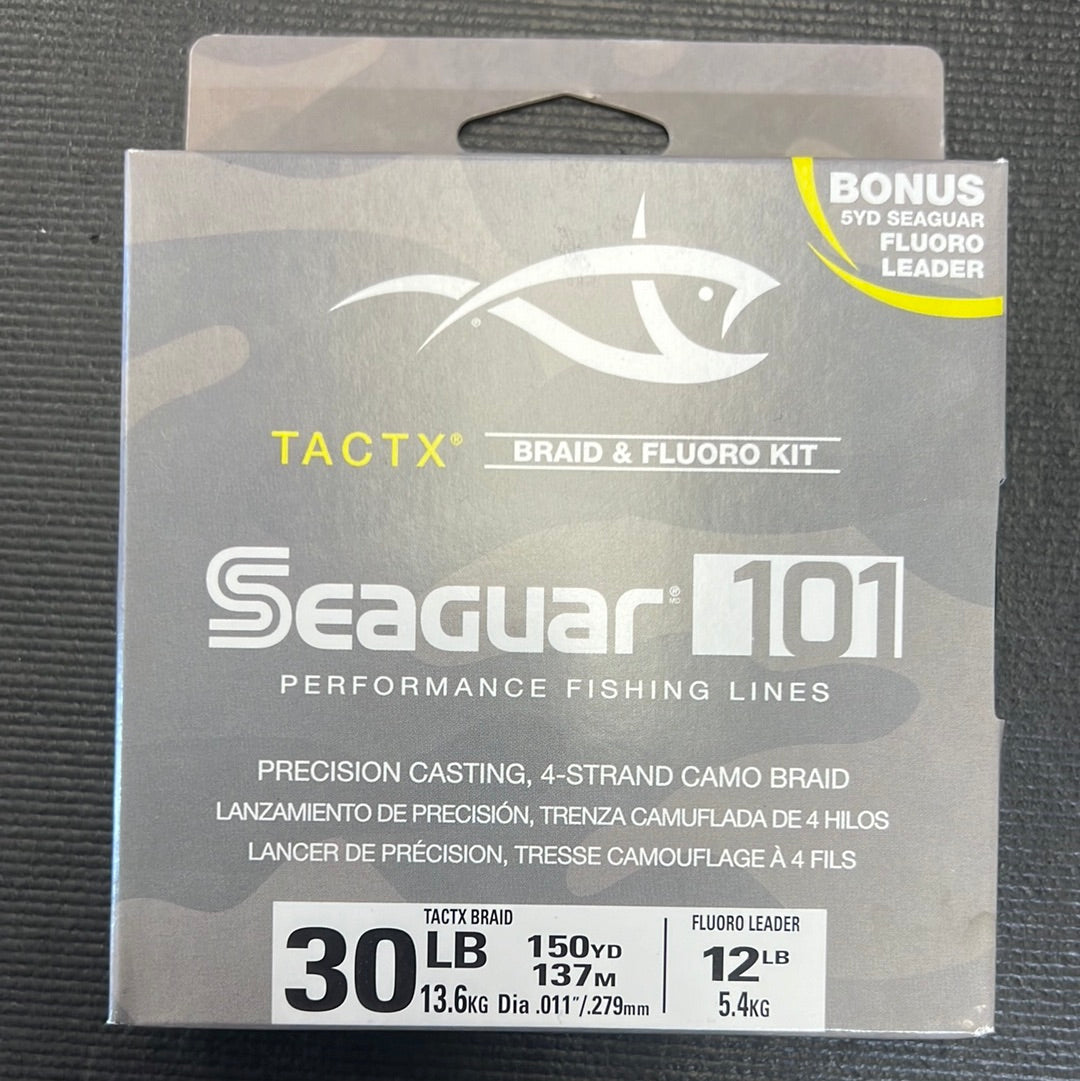 BONUS
5YD SEAGUAR
FLUORO
LEADER
®
TACTX® BRAID & FLUORO KIT
SEAGUAR® MD 101
PERFORMANCE FISHING LINES
PRECISION CASTING, 4-STRAND CAMO BRAID
LANZAMIENTO DE PRECISIÓN, TRENZA CAMUFLADA DE 4 HILOS
LANCER DE PRÉCISION, TRESSE CAMOUFLAGE À 4 FILS
TACTX BRAID
30 LB
13.6KG
150YD
137M
Dia .011"/.279mm
FLUORO LEADER
12LB
5.4KG